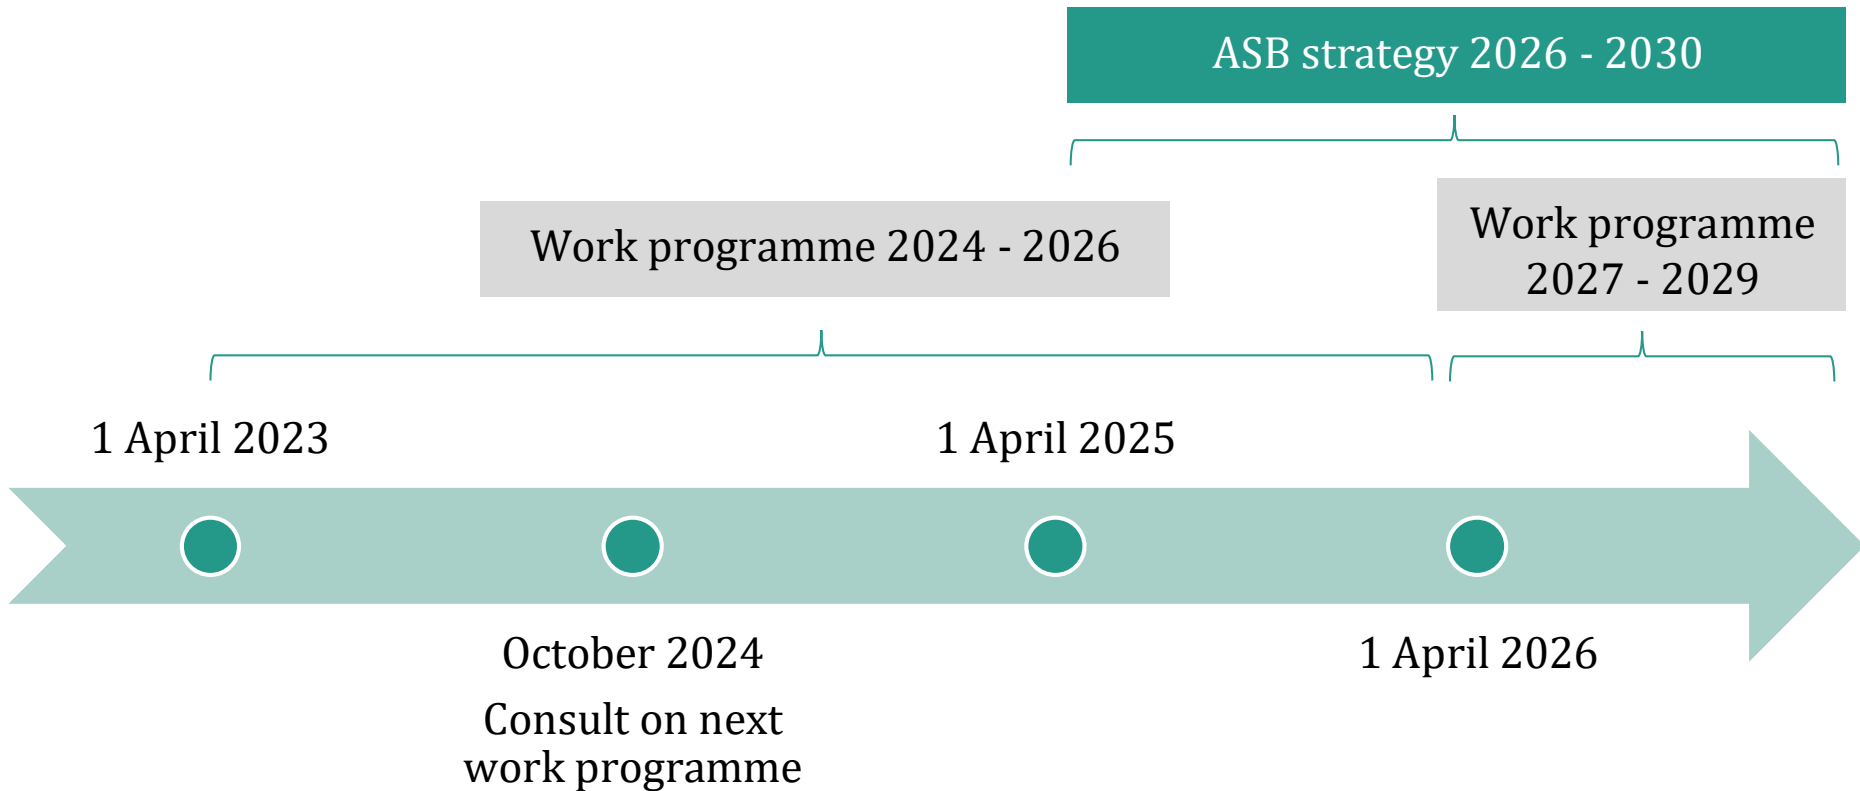 ASB strategy 2026 - 2030
Work programme 2024 - 2026
Work programme
2027 - 2029
1 April 2023
1 April 2025
October 2024
Consult on next
work programme
1 April 2026